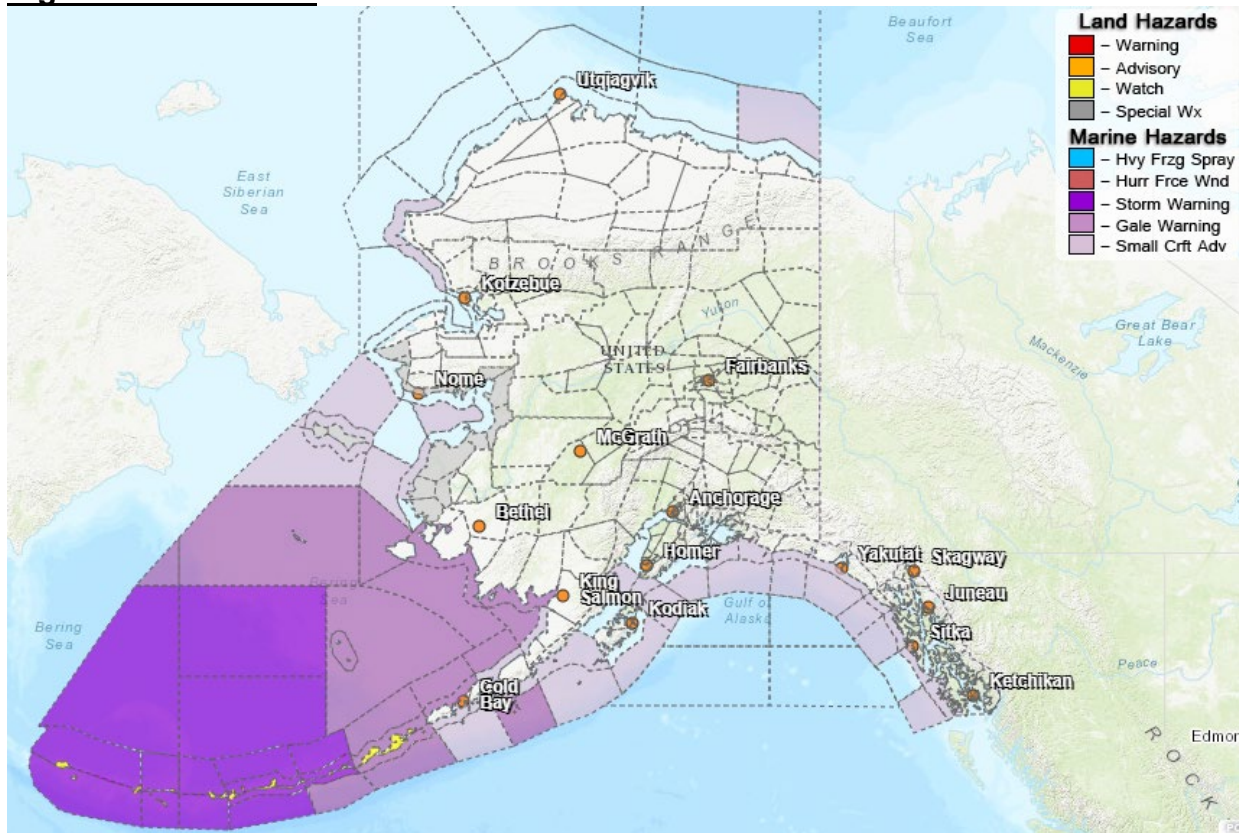 Beaufort
Sea
Land Hazards
– Warning
– Advisory
– Watch
– Special Wx
Marine Hazards
– Hvy Frzg Spray
– Hurr Frce Wnd
– Storm Warning
– Gale Warning
– Small Crft Adv
Utqiagvik
East
Siberian
Sea
BROOKS RANGE
Kotzebue
Yukon
Great Bear
Lake
Mackenzie
UNITED
STATES
Fairbanks
Nome
McGrath
Anchorage
Bethel
Homer
Yakutat
Skagway
King
Salmon
Bering
Sea
Kodiak
Gulf of
Alaska
Juneau
Bering
Sea
Sitka
Peace
Ketchikan
Cold
Bay
Edmor
ROCK